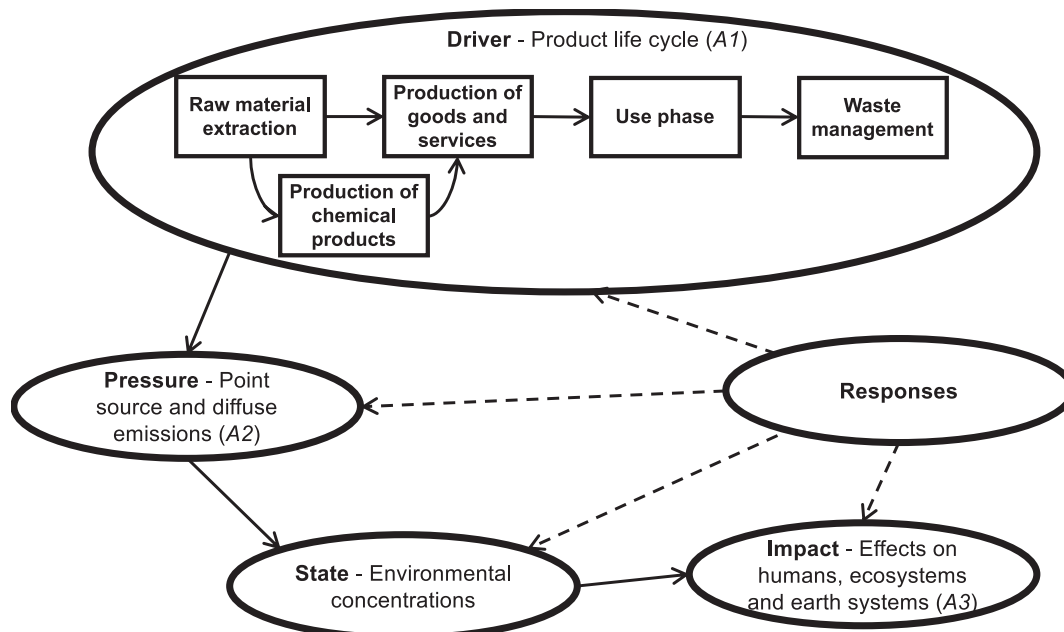 Driver - Product life cycle (A1)
Raw material
extraction
Production of
goods and
services
Use phase
Waste
management
Production of
chemical
products
Pressure - Point
source and diffuse
emissions (A2)
Responses
State - Environmental
concentrations
Impact - Effects on
humans, ecosystems
and earth systems (A3)